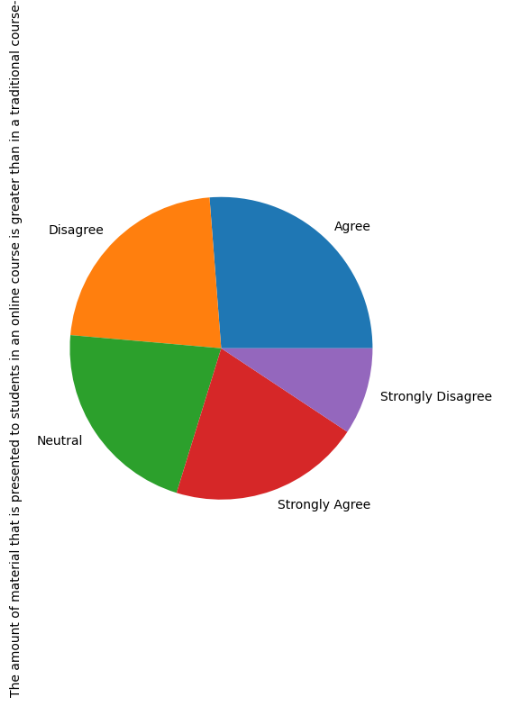 The amount of material that is presented to students in an online course is greater than in a traditional course-
Agree
Disagree
Neutral
Strongly Agree
Strongly Disagree